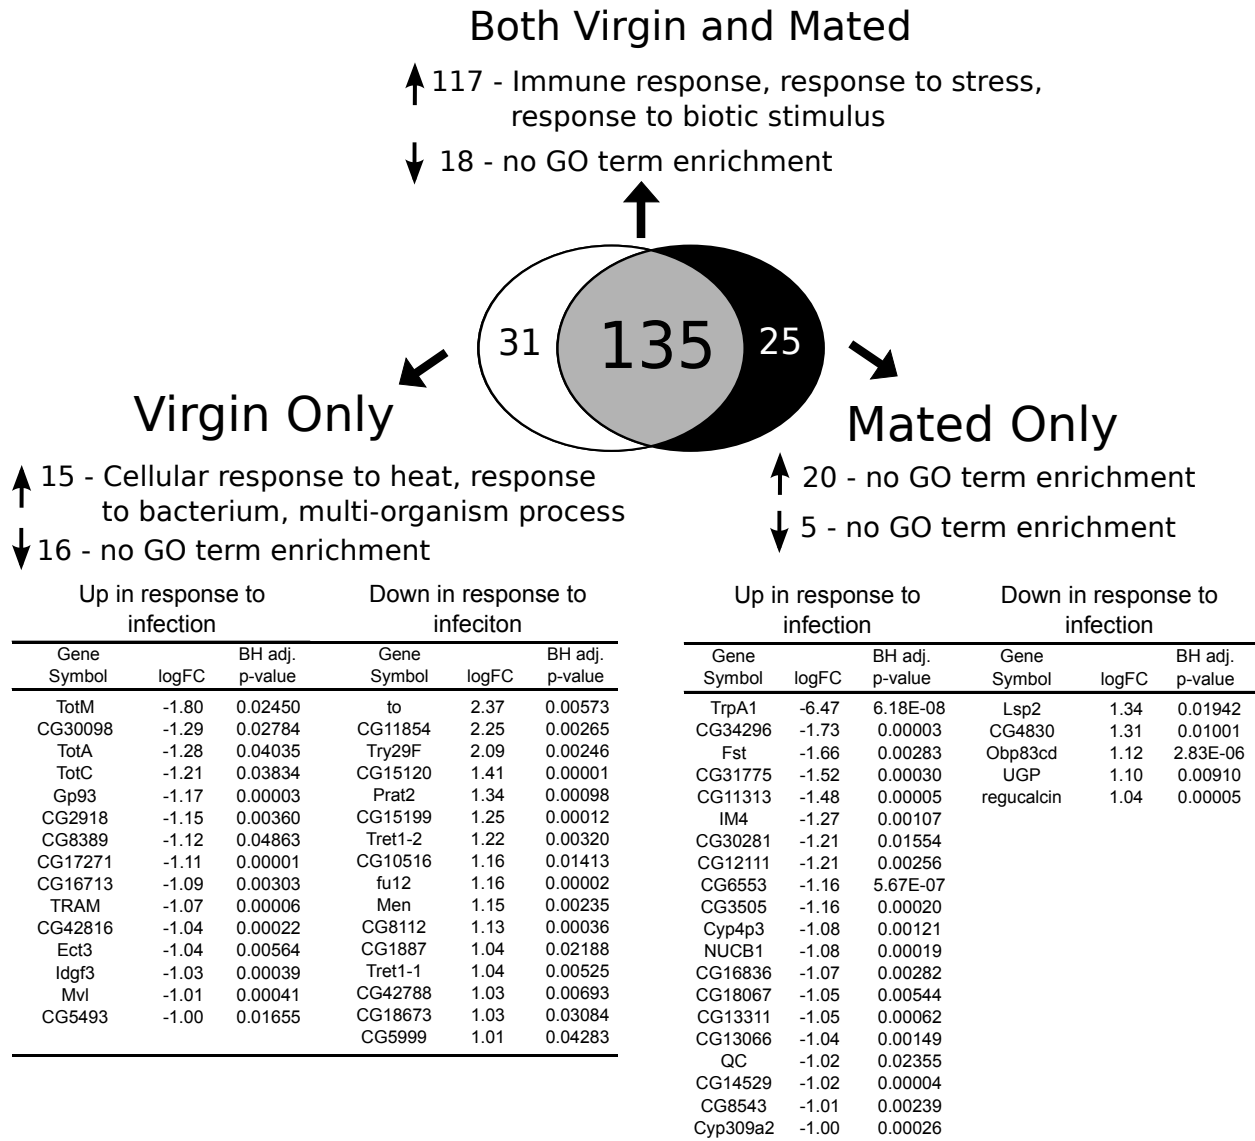 Both Virgin and Mated
117 - Immune response, response to stress,
response to biotic stimulus
18 - no GO term enrichment
31 135 25
Virgin Only
15 - Cellular response to heat, response
to bacterium, multi-organism process
16 - no GO term enrichment
Mated Only
20 - no GO term enrichment
5 - no GO term enrichment
Up in response to
infection
Down in response to
infeciton
Gene Symbol logFC BH adj. p-value Gene Symbol logFC BH adj. p-value
TotM -1.80 0.02450 to 2.37 0.00573
CG30098 -1.29 0.02784 CG11854 2.25 0.00265
TotA -1.28 0.04035 Try29F 2.09 0.00246
TotC -1.21 0.03834 CG15120 1.41 0.00001
Gp93 -1.17 0.00003 Prat2 1.34 0.00098
CG2918 -1.15 0.00360 CG15199 1.25 0.00012
CG8389 -1.12 0.04863 Tret1-2 1.22 0.00320
CG17271 -1.11 0.00001 CG10516 1.16 0.01413
CG16713 -1.09 0.00303 fu12 1.16 0.00002
TRAM -1.07 0.00006 Men 1.15 0.00235
CG42816 -1.04 0.00022 CG8112 1.13 0.00036
Ect3 -1.04 0.00564 CG1887 1.04 0.02188
Idgf3 -1.03 0.00039 Tret1-1 1.04 0.00525
Mvl -1.01 0.00041 CG42788 1.03 0.00693
CG5493 -1.00 0.01655 CG18673 1.03 0.03084
CG5999 1.01 0.04283
Up in response to
infection
Down in response to
infection
Gene Symbol logFC BH adj. p-value Gene Symbol logFC BH adj. p-value
TrpA1 -6.47 6.18E-08 Lsp2 1.34 0.01942
CG34296 -1.73 0.00003 CG4830 1.31 0.01001
Fst -1.66 0.00283 Obp83cd 1.12 2.83E-06
CG31775 -1.52 0.00030 UGP 1.10 0.00910
CG11313 -1.48 0.00005 regucalcin 1.04 0.00005
IM4 -1.27 0.00107
CG30281 -1.21 0.01554
CG12111 -1.21 0.00256
CG6553 -1.16 5.67E-07
CG3505 -1.16 0.00020
Cyp4p3 -1.08 0.00121
NUCB1 -1.08 0.00019
CG16836 -1.07 0.00282
CG18067 -1.05 0.00544
CG13311 -1.05 0.00062
CG13066 -1.04 0.00149
QC -1.02 0.02355
CG14529 -1.02 0.00004
CG8543 -1.01 0.00239
Cyp309a2 -1.00 0.00026